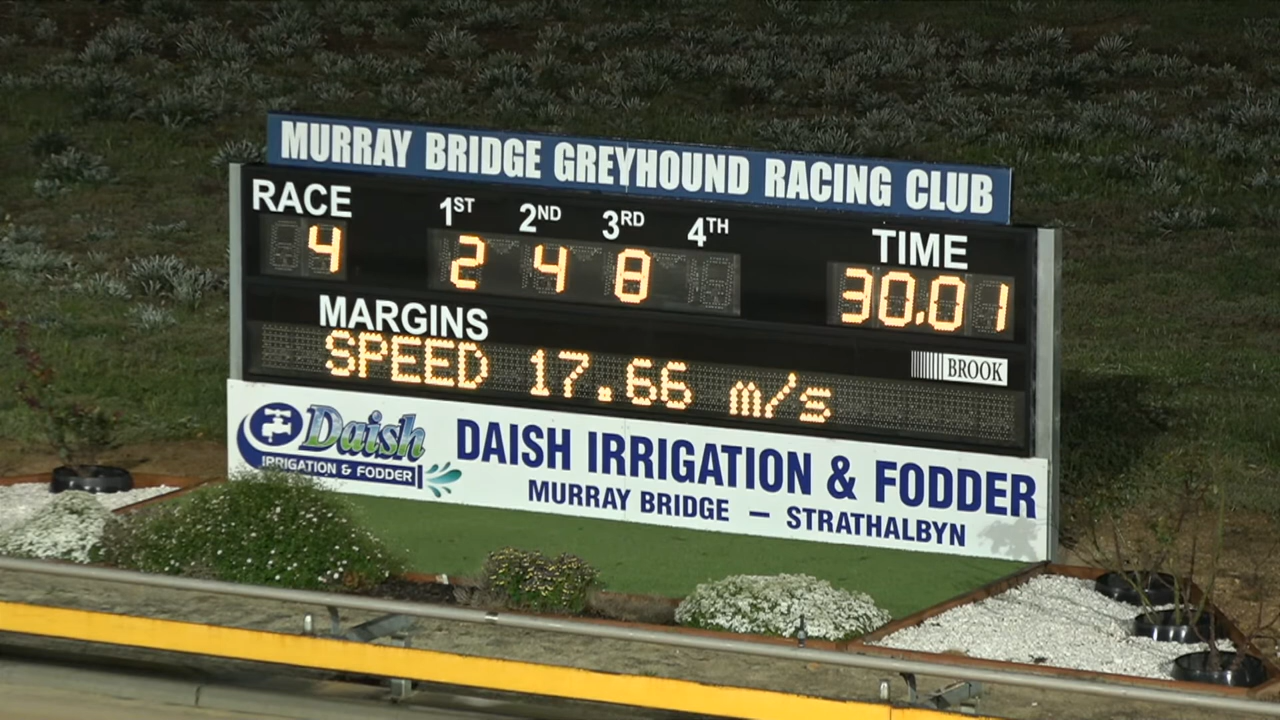 MURRAY BRIDGE GREYHOUND RACING CLUB
RACE 1ST 2ND 3RD 4TH TIME
4 2 4 8 30.01
MARGINS
SPEED 17.66 m/s
BROOK
Daish
IRRIGATION & FODDER
DAISH IRRIGATION & FODDER
MURRAY BRIDGE — STRATHALBYN